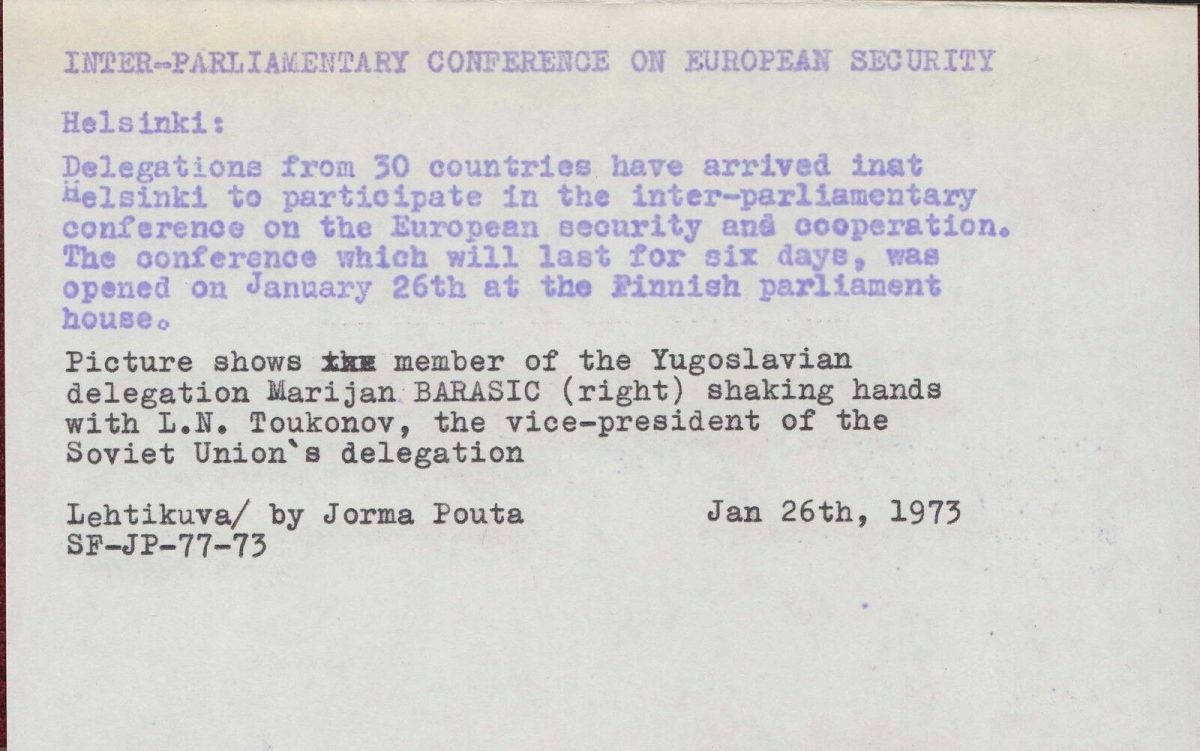 INTER-PARLIAMENTARY CONFERENCE ON EUROPEAN SECURITY
Helsinki:
Delegations from 30 countries have arrived inat
Helsinki to participate in the inter-parliamentary
conference on the European security and cooperation.
The conference which will last for six days, was
opened on January 26th at the Finnish parliament
house.
Picture shows the member of the Yugoslavian
delegation Marijan BARASIC (right) shaking hands
with L.N. Toukonov, the vice-president of the
Soviet Union`s delegation
Lehtikuva/ by Jorma Pouta Jan 26th, 1973
SF-JP-77-73